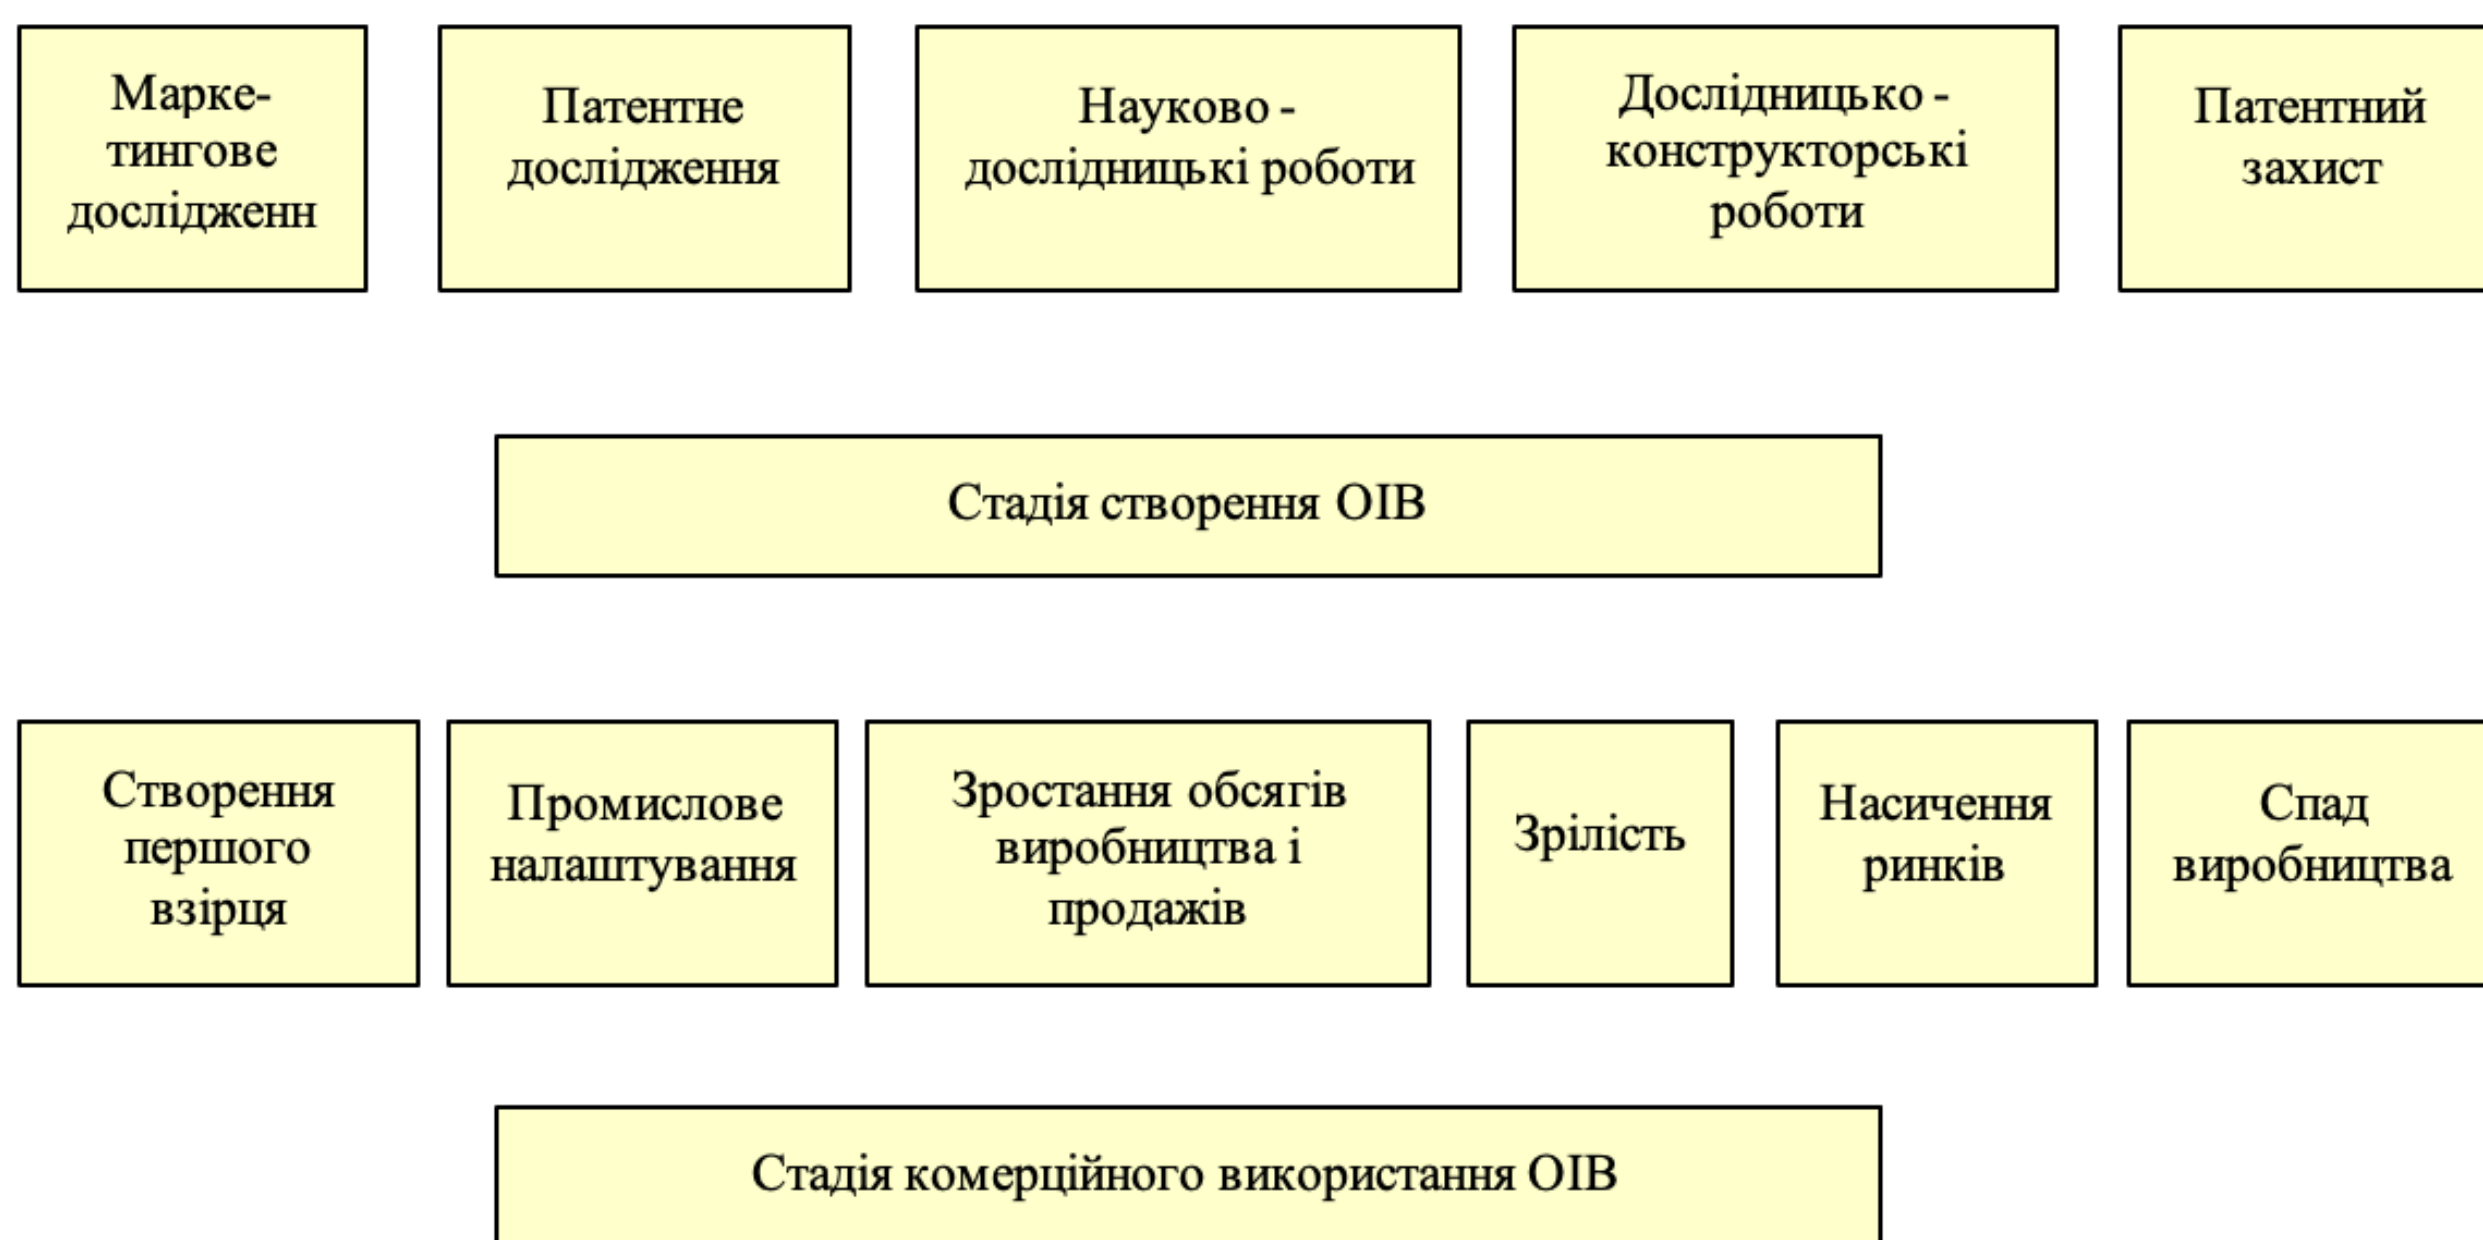 Марке-
тингове
дослідженн
Патентне
дослідження
Науково -
дослідницькі роботи
Дослідницько -
конструкторські
роботи
Патентний
захист
Стадія створення ОІВ
Створення
першого
взірця
Промислове
налаштування
Зростання обсягів
виробництва і
продажів
Зрілість
Насичення
ринків
Спад
виробництва
Стадія комерційного використання ОІВ